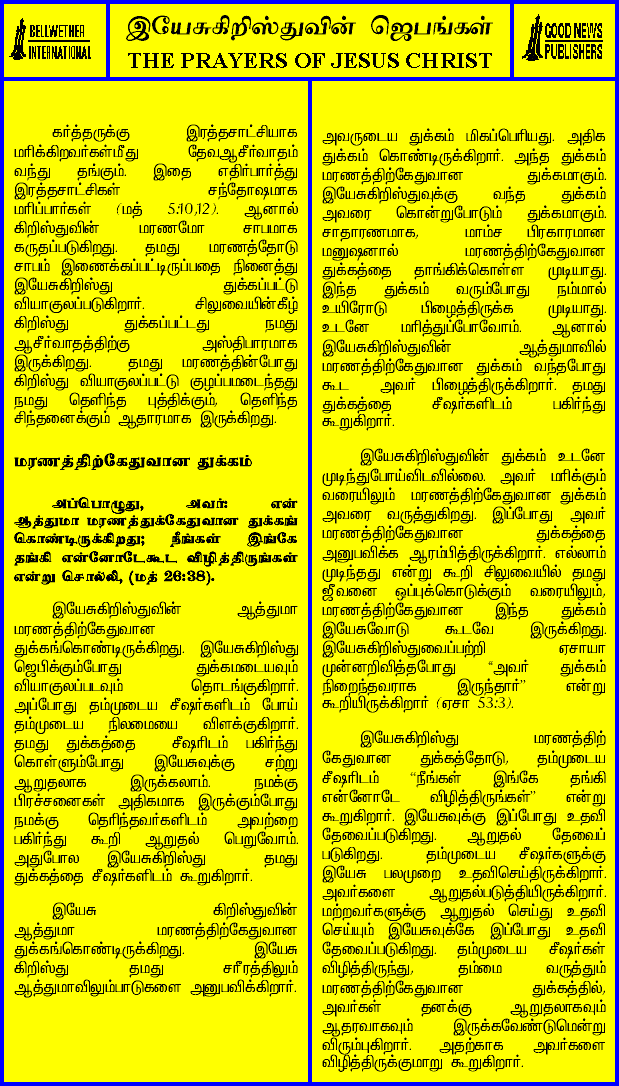 BELLWETHER
INTERNATIONAL
இயேசுகிறிஸ்துவின் ஜெபங்கள்
THE PRAYERS OF JESUS CHRIST
GOOD NEWS
PUBLISHERS
கர்த்தருக்கு இரத்தசாட்சியாக
மரிக்கிறவர்கள்மீது தேவஆசீர்வாதம்
வந்து தங்கும். இதை எதிர்பார்த்து
இரத்தசாட்சிகள் சந்தோஷமாக
மரிப்பார்கள் (மத் 5:10,12). ஆனால்
கிறிஸ்துவின் மரணமோ சாபமாக
கருதப்படுகிறது. தமது மரணத்தோடு
சாபம் இணைக்கப்பட்டிருப்பதை நினைத்து
இயேசுகிறிஸ்து துக்கப்பட்டு
வியாகுலப்படுகிறார். சிலுவையின்கீழ்
கிறிஸ்து துக்கப்பட்டது நமது
ஆசீர்வாதத்திற்கு அஸ்திபாரமாக
இருக்கிறது. தமது மரணத்தின்போது
கிறிஸ்து வியாகுலப்பட்டு குழப்பமடைந்தது
நமது தெளிந்த புத்திக்கும், தெளிந்த
சிந்தனைக்கும் ஆதாரமாக இருக்கிறது.
மரணத்திற்கேதுவான துக்கம்
அப்பொழுது, அவர்: என்
ஆத்துமா மரணத்துக்கேதுவான துக்கங்
கொண்டிருக்கிறது; நீங்கள் இங்கே
தங்கி என்னோடேகூட விழித்திருங்கள்
என்று சொல்லி, (மத் 26:38).
இயேசுகிறிஸ்துவின் ஆத்துமா
மரணத்திற்கேதுவான
துக்கங்கொண்டிருக்கிறது. இயேசுகிறிஸ்து
ஜெபிக்கும்போது துக்கமடையவும்
வியாகுலப்படவும் தொடங்குகிறார்.
அப்போது தம்முடைய சீஷர்களிடம் போய்
தம்முடைய நிலமையை விளக்குகிறார்.
தமது துக்கத்தை சீஷரிடம் பகிர்ந்து
கொள்ளும்போது இயேசுவுக்கு சற்று
ஆறுதலாக இருக்கலாம். நமக்கு
பிரச்சனைகள் அதிகமாக இருக்கும்போது
நமக்கு தெரிந்தவர்களிடம் அவற்றை
பகிர்ந்து கூறி ஆறுதல் பெறுவோம்.
அதுபோல இயேசுகிறிஸ்து தமது
துக்கத்தை சீஷர்களிடம் கூறுகிறார்.
இயேசு கிறிஸ்துவின்
ஆத்துமா மரணத்திற்கேதுவான
துக்கங்கொண்டிருக்கிறது. இயேசு
கிறிஸ்து தமது சரீரத்திலும்
ஆத்துமாவிலும்பாடுகளை அனுபவிக்கிறார்.
அவருடைய துக்கம் மிகப்பெரியது. அதிக
துக்கம் கொண்டிருக்கிறார். அந்த துக்கம்
மரணத்திற்கேதுவான துக்கமாகும்.
இயேசுகிறிஸ்துவுக்கு வந்த துக்கம்
அவரை கொன்றுபோடும் துக்கமாகும்.
சாதாரணமாக, மாம்ச பிரகாரமான
மனுஷனால் மரணத்திற்கேதுவான
துக்கத்தை தாங்கிக்கொள்ள முடியாது.
இந்த துக்கம் வரும்போது நம்மால்
உயிரோடு பிழைத்திருக்க முடியாது.
உடனே மரித்துப்போவோம். ஆனால்
இயேசுகிறிஸ்துவின் ஆத்துமாவில்
மரணத்திற்கேதுவான துக்கம் வந்தபோது
கூட அவர் பிழைத்திருக்கிறார். தமது
துக்கத்தை சீஷர்களிடம் பகிர்ந்து
கூறுகிறார்.
இயேசுகிறிஸ்துவின் துக்கம் உடனே
முடிந்துபோய்விடவில்லை. அவர் மரிக்கும்
வரையிலும் மரணத்திற்கேதுவான துக்கம்
அவரை வருத்துகிறது. இப்போது அவர்
மரணத்திற்கேதுவான துக்கத்தை
அனுபவிக்க ஆரம்பித்திருக்கிறார். எல்லாம்
முடிந்தது என்று கூறி சிலுவையில் தமது
ஜீவனை ஒப்புக்கொடுக்கும் வரையிலும்,
மரணத்திற்கேதுவான இந்த துக்கம்
இயேசுவோடு கூடவே இருக்கிறது.
இயேசுகிறிஸ்துவைப்பற்றி ஏசாயா
முன்னறிவித்தபோது “அவர் துக்கம்
நிறைந்தவராக இருந்தார்” என்று
கூறியிருக்கிறார் (ஏசா 53:3).
இயேசுகிறிஸ்து மரணத்திற்
கேதுவான துக்கத்தோடு, தம்முடைய
சீஷரிடம் “நீங்கள் இங்கே தங்கி
என்னோடே விழித்திருங்கள்” என்று
கூறுகிறார். இயேசுவுக்கு இப்போது உதவி
தேவைப்படுகிறது. ஆறுதல் தேவைப்
படுகிறது. தம்முடைய சீஷர்களுக்கு
இயேசு பலமுறை உதவிசெய்திருக்கிறார்.
அவர்களை ஆறுதல்படுத்தியிருக்கிறார்.
மற்றவர்களுக்கு ஆறுதல் செய்து உதவி
செய்யும் இயேசுவுக்கே இப்போது உதவி
தேவைப்படுகிறது. தம்முடைய சீஷர்கள்
விழித்திருந்து, தம்மை வருத்தும்
மரணத்திற்கேதுவான துக்கத்தில்,
அவர்கள் தனக்கு ஆறுதலாகவும்
ஆதரவாகவும் இருக்கவேண்டுமென்று
விரும்புகிறார். அதற்காக அவர்களை
விழித்திருக்குமாறு கூறுகிறார்.